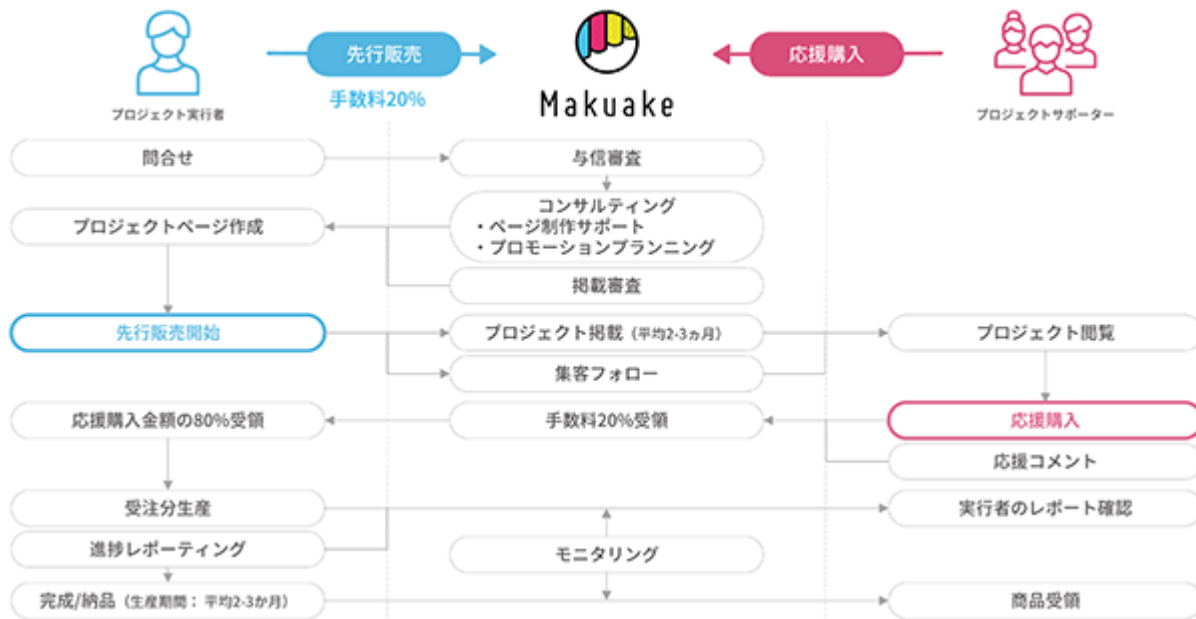 先行販売
応援購入
手数料20%
Makuake
プロジェクト実行者
プロジェクトサポーター
問合せ
与信審査
プロジェクトページ作成
コンサルティング
・ページ制作サポート
・プロモーションプランニング
掲載審査
先行販売開始
プロジェクト掲載（平均2-3ヵ月）
プロジェクト閲覧
集客フォロー
応援購入金額の80%受領
手数料20%受領
応援購入
応援コメント
受注分生産
実行者のレポート確認
進捗レポーティング
モニタリング
完成/納品（生産期間：平均2-3か月）
商品受領